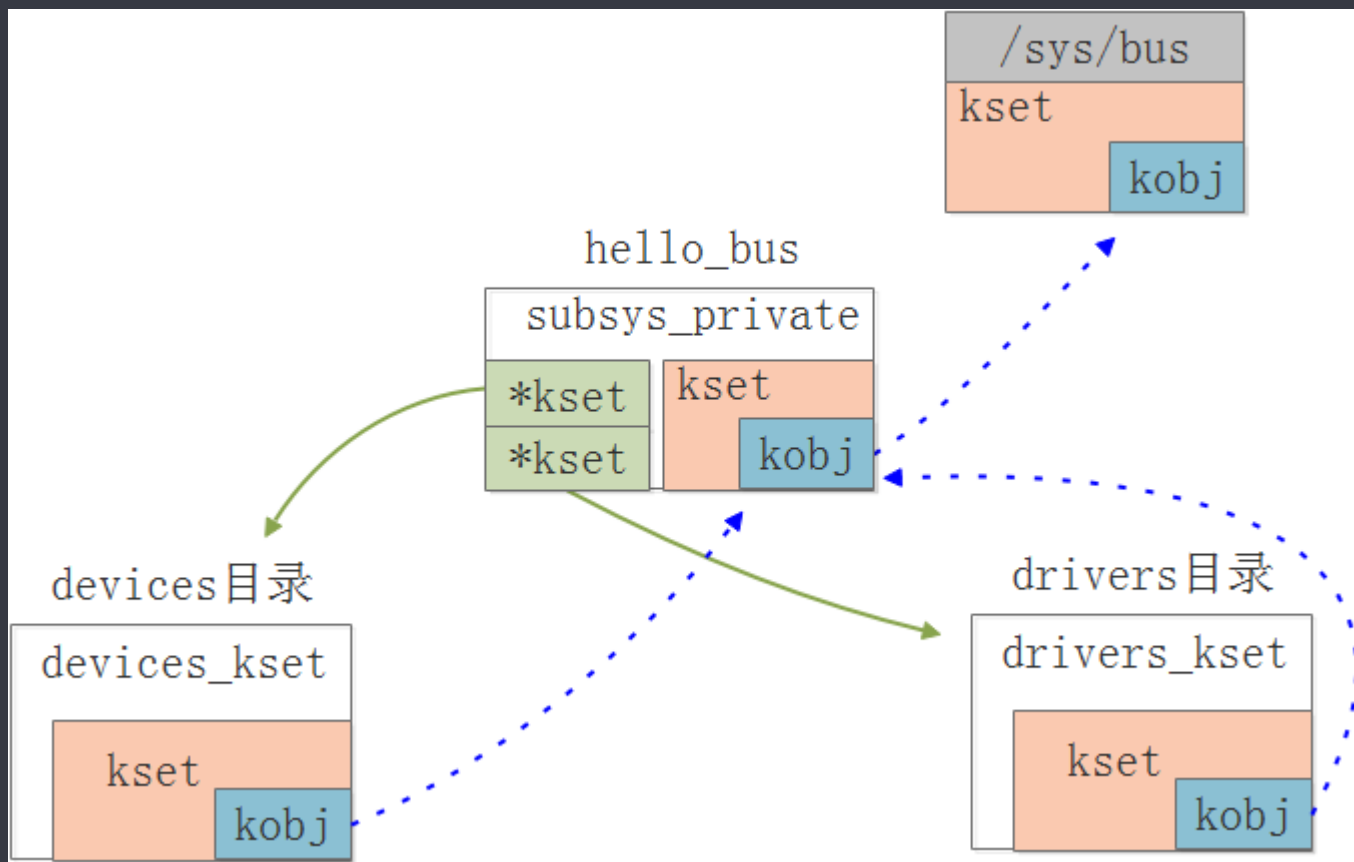 /sys/bus
kset
kobj
hello_bus
subsys_private
*kset
kset
*kset
kobj
devices目录
devices_kset
kset
kobj
drivers目录
drivers_kset
kset
kobj